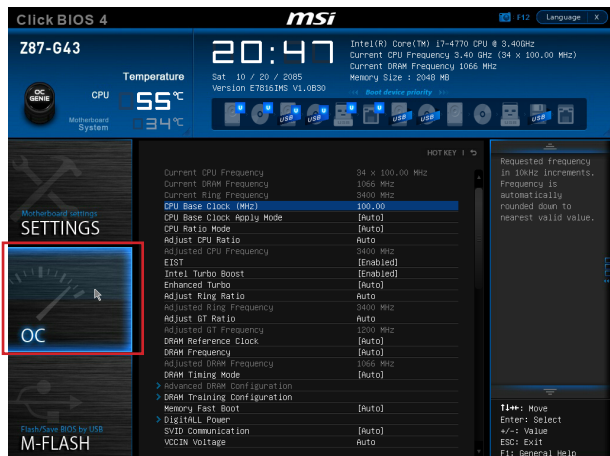 Click BIOS 4
msi
F12
Language
X
Z87-G43
20:47
Intel(R) Core(TM) i7-4770 CPU @ 3.40GHz
Current CPU Frequency 3.40 GHz (34 x 100.00 MHz)
Current DRAM Frequency 1066 MHz
Memory Size : 2048 MB
Temperature
Sat 10 / 20 / 2085
Version E7816IMS V1.0B30
Boot device priority
OC
GENIE
CPU
55°C
Motherboard
System
34°C
USB
USB
USB
USB
USB
HOT KEY
Requested frequency
in 10kHz increments.
Frequency is
automatically
rounded down to
nearest valid value.
Motherboard settings
SETTINGS
OC
Flash/Save BIOS by USB
M-FLASH
Current CPU Frequency 34 x 100.00 MHz
Current DRAM Frequency 1066 MHz
Current Ring Frequency 3400 MHz
CPU Base Clock (MHz) 100.00
CPU Base Clock Apply Mode [Auto]
CPU Ratio Mode [Auto]
Adjust CPU Ratio Auto
Adjusted CPU Frequency 3400 MHz
EIST [Enabled]
Intel Turbo Boost [Enabled]
Enhanced Turbo [Auto]
Adjust Ring Ratio Auto
Adjusted Ring Frequency 3400 MHz
Adjust GT Ratio Auto
Adjusted GT Frequency 1200 MHz
DRAM Reference Clock [Auto]
DRAM Frequency [Auto]
Adjusted DRAM Frequency 1066 MHz
DRAM Timing Mode [Auto]
> Advanced DRAM Configuration
> DRAM Training Configuration
Memory Fast Boot [Auto]
> DigitALL Power
SVID Communication [Auto]
VCCIN Voltage Auto
↑↓←→: Move
Enter: Select
+/-: Value
ESC: Exit
F1: General Help